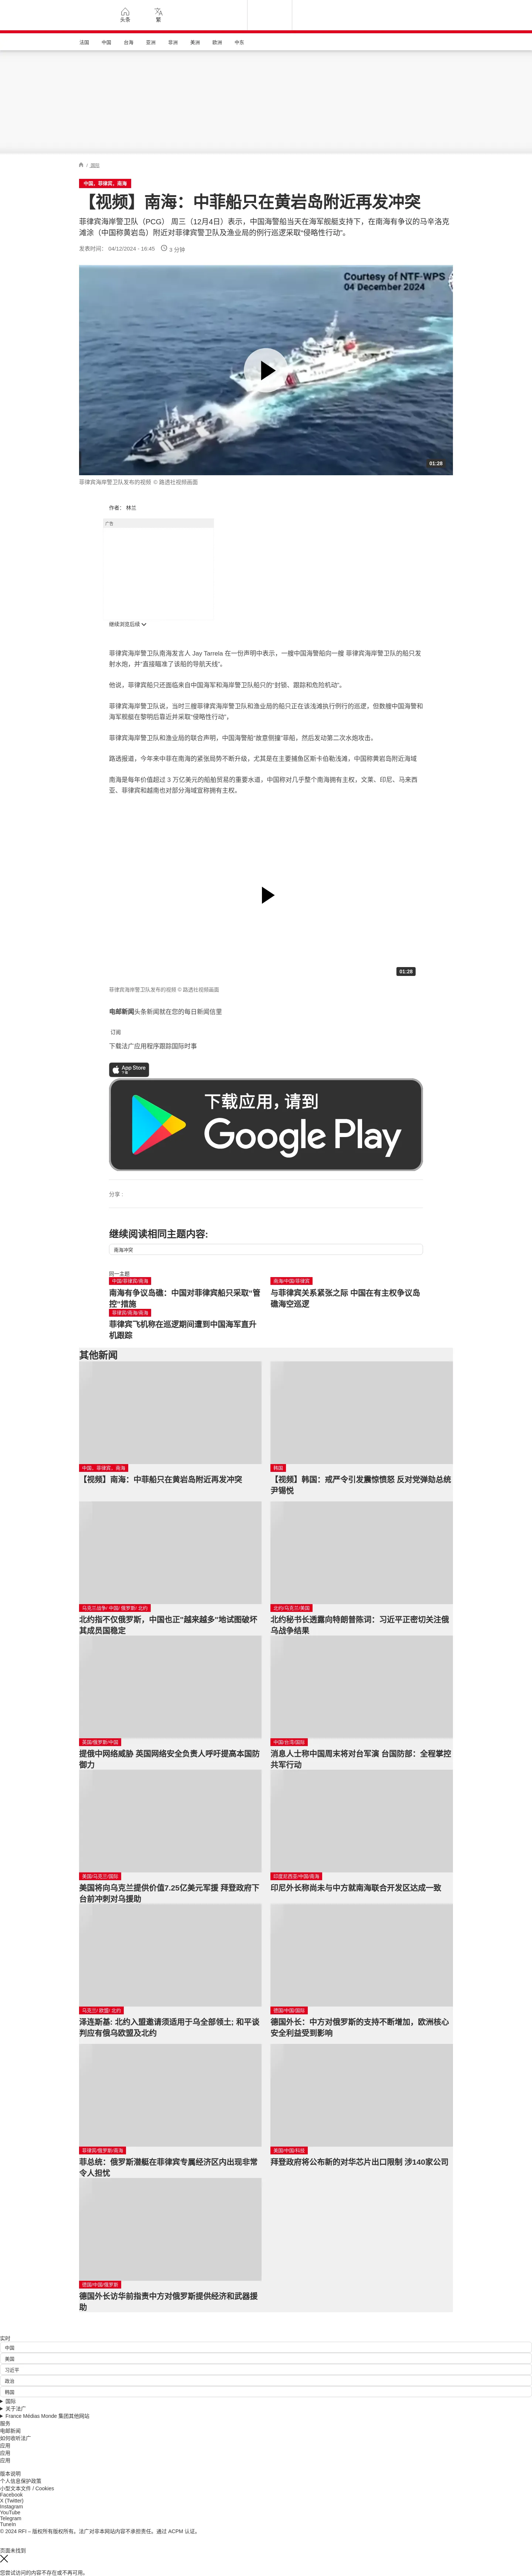 头条
繁
法国 中国 台海 亚洲 非洲 美洲 欧洲 中东
/ 国际
中国，菲律宾，南海
【视频】南海：中菲船只在黄岩岛附近再发冲突
菲律宾海岸警卫队（PCG） 周三（12月4日）表示，中国海警船当天在海军舰艇支持下，在南海有争议的马辛洛克
滩涂（中国称黄岩岛）附近对菲律宾警卫队及渔业局的例行巡逻采取“侵略性行动”。
发表时间： 04/12/2024 - 16:45 3 分钟
Courtesy of NTF-WPS
04 December 2024
01:28
菲律宾海岸警卫队发布的视频 © 路透社视频画面
作者： 林兰
广告
继续浏览后续
菲律宾海岸警卫队南海发言人 Jay Tarrela 在一份声明中表示，一艘中国海警船向一艘 菲律宾海岸警卫队的船只发
射水炮，并“直接瞄准了该船的导航天线”。
他说，菲律宾船只还面临来自中国海军和海岸警卫队船只的“封锁、跟踪和危险机动”。
菲律宾海岸警卫队说，当时三艘菲律宾海岸警卫队和渔业局的船只正在该浅滩执行例行的巡逻，但数艘中国海警和
海军舰艇在黎明后靠近并采取“侵略性行动”，
菲律宾海岸警卫队和渔业局的联合声明，中国海警船“故意侧撞”菲船，然后发动第二次水炮攻击。
路透报道，今年来中菲在南海的紧张局势不断升级，尤其是在主要捕鱼区斯卡伯勒浅滩，中国称黄岩岛附近海域
南海是每年价值超过 3 万亿美元的船舶贸易的重要水道，中国称对几乎整个南海拥有主权，文莱、印尼、马来西
亚、菲律宾和越南也对部分海域宣称拥有主权。
01:28
菲律宾海岸警卫队发布的视频 © 路透社视频画面
电邮新闻头条新闻就在您的每日新闻信里
订阅
下载法广应用程序跟踪国际时事
App Store
下载
下载应用，请到
Google Play
分享 :
继续阅读相同主题内容:
南海冲突
同一主题
中国/菲律宾/南海
南海有争议岛礁：中国对菲律宾船只采取“管
控”措施
南海/中国/菲律宾
与菲律宾关系紧张之际 中国在有主权争议岛
礁海空巡逻
菲律宾/南海/南海
菲律宾飞机称在巡逻期间遭到中国海军直升
机跟踪
其他新闻
中国，菲律宾，南海
【视频】南海：中菲船只在黄岩岛附近再发冲突
韩国
【视频】韩国：戒严令引发震惊愤怒 反对党弹劾总统
尹锡悦
乌克兰战争/ 中国/ 俄罗斯/ 北约
北约指不仅俄罗斯，中国也正"越来越多"地试图破坏
其成员国稳定
北约/乌克兰/美国
北约秘书长透露向特朗普陈词：习近平正密切关注俄
乌战争结果
英国/俄罗斯/中国
提俄中网络威胁 英国网络安全负责人呼吁提高本国防
御力
中国/台湾/国际
消息人士称中国周末将对台军演 台国防部：全程掌控
共军行动
美国/乌克兰/国际
美国将向乌克兰提供价值7.25亿美元军援 拜登政府下
台前冲刺对乌援助
印度尼西亚/中国/南海
印尼外长称尚未与中方就南海联合开发区达成一致
乌克兰/ 欧盟/ 北约
泽连斯基: 北约入盟邀请须适用于乌全部领土; 和平谈
判应有俄乌欧盟及北约
德国/中国/国际
德国外长：中方对俄罗斯的支持不断增加，欧洲核心
安全利益受到影响
菲律宾/俄罗斯/南海
菲总统：俄罗斯潜艇在菲律宾专属经济区内出现非常
令人担忧
美国/中国/科技
拜登政府将公布新的对华芯片出口限制 涉140家公司
德国/中国/俄罗斯
德国外长访华前指责中方对俄罗斯提供经济和武器援
助
实时
中国
美国
习近平
政治
韩国
国际
关于法广
France Médias Monde 集团其他网站
服务
电邮新闻
如何收听法广
应用
应用
应用
版本说明
个人信息保护政策
小型文本文件 / Cookies
Facebook
X (Twitter)
Instagram
YouTube
Telegram
TuneIn
© 2024 RFI – 版权所有版权所有。法广对非本网站内容不承担责任。通过 ACPM 认证。
页面未找到
您尝试访问的内容不存在或不再可用。